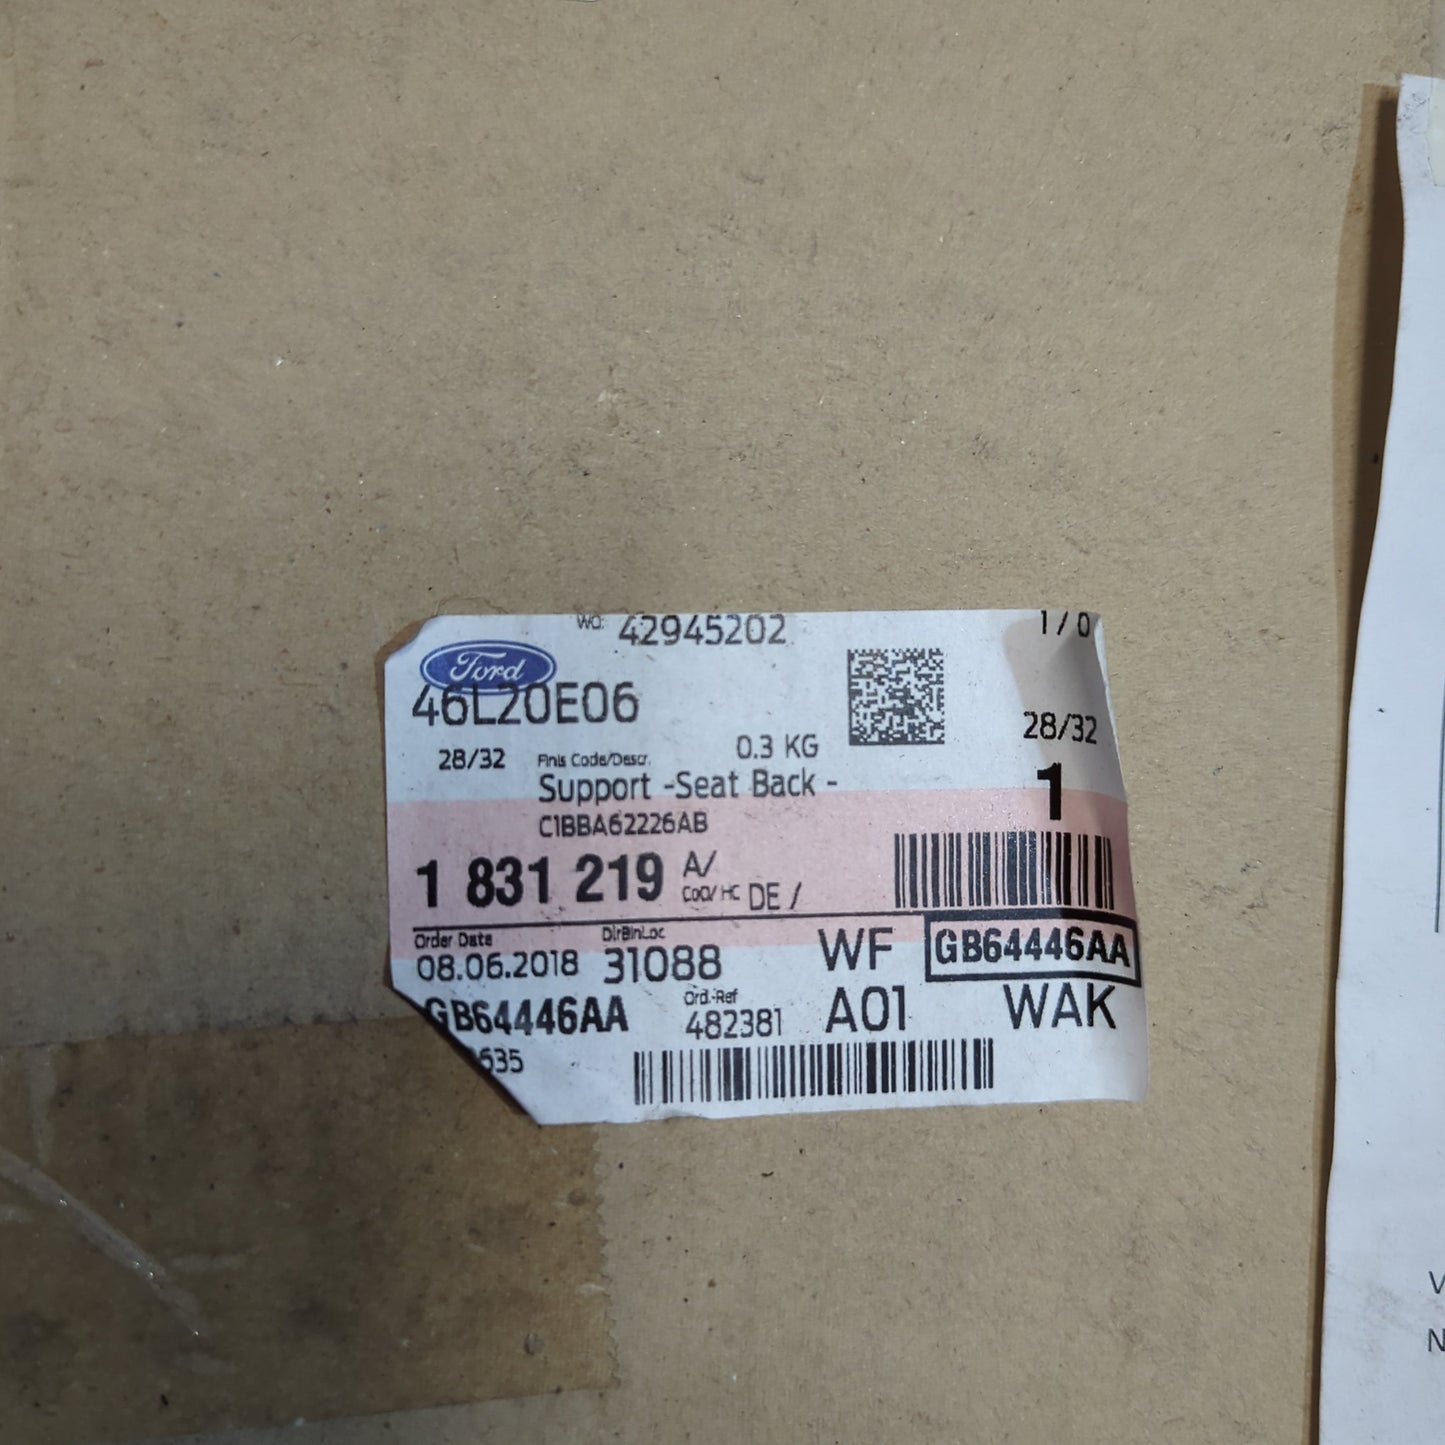 WO: 42945202
1/0
Ford
46L20E06
28/32
28/32 Finis Code/Descr. 0.3 KG
Support -Seat Back -
1
C1BBA62226AB
1 831 219 A/
CoO/ HC DE /
Order Date DlrBinLoc
08.06.2018 31088 WF GB64446AA
GB64446AA Ord.-Ref 482381 A01 WAK
635
V
N